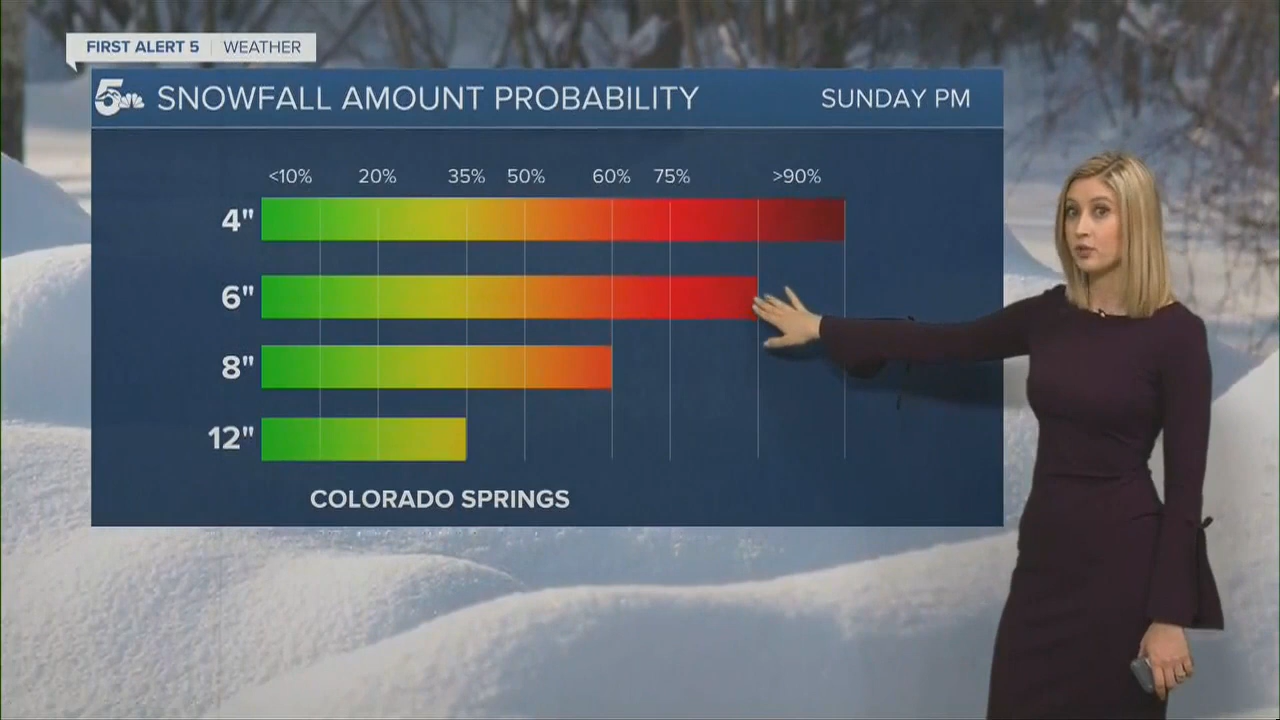 FIRST ALERT 5 | WEATHER
5 SNOWFALL AMOUNT PROBABILITY SUNDAY PM
<10% 20% 35% 50% 60% 75% >90%
4"
6"
8"
12"
COLORADO SPRINGS